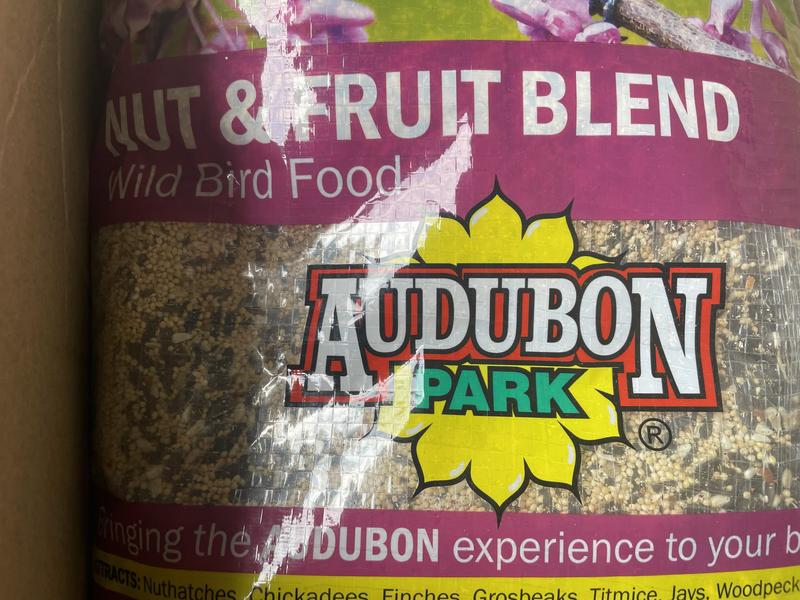 NUT & FRUIT BLEND
Wild Bird Food
AUDUBON
PARK
®
Bringing the AUDUBON experience to your b
ATTRACTS: Nuthatches, Chickadees, Finches, Grosbeaks, Titmice, Jays, Woodpeck